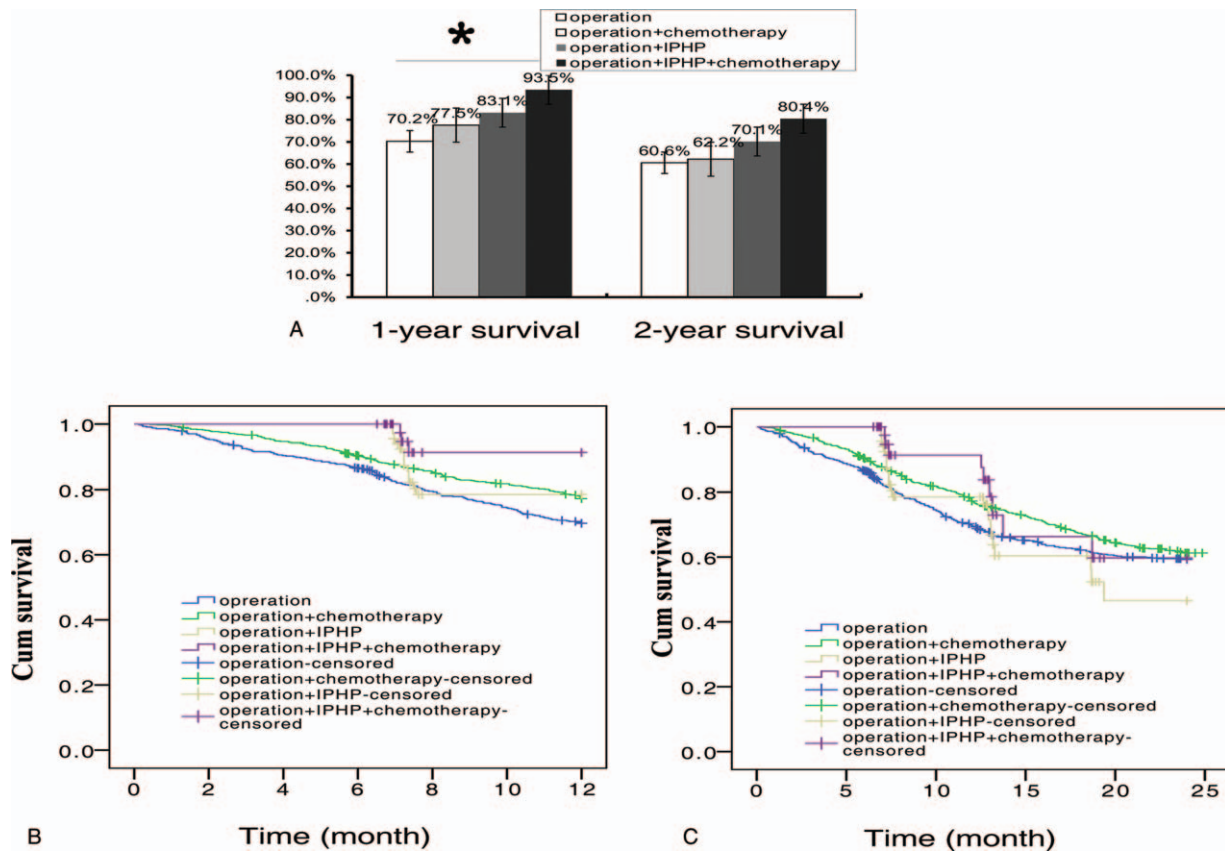 operation
operation+chemotherapy
operation+IPHP
operation+IPHP+chemotherapy
*
100.0%
90.0%
80.0%
70.0%
60.0%
50.0%
40.0%
30.0%
20.0%
10.0%
.0%
70.2%
77.5%
83.1%
93.5%
60.6%
62.2%
70.1%
80.4%
1-year survival
2-year survival
A
Cum survival
1.0
0.8
0.6
0.4
0.2
0.0
opreration
operation+chemotherapy
operation+IPHP
operation+IPHP+chemotherapy
operation-censored
operation+chemotherapy-censored
operation+IPHP-censored
operation+IPHP+chemotherapy-
censored
0 2 4 6 8 10 12
Time (month)
B
Cum survival
1.0
0.8
0.6
0.4
0.2
0.0
operation
operation+chemotherapy
operation+IPHP
operation+IPHP+chemotherapy
operation-censored
operation+chemotherapy-censored
operation+IPHP-censored
operation+IPHP+chemotherapy-
censored
0 5 10 15 20 25
Time (month)
C